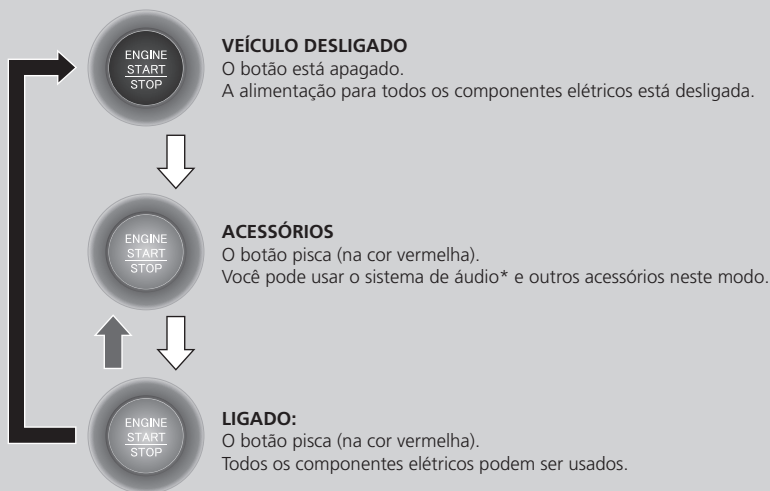 ENGINE
START
STOP
VEÍCULO DESLIGADO
O botão está apagado.
A alimentação para todos os componentes elétricos está desligada.
ENGINE
START
STOP
ACESSÓRIOS
O botão pisca (na cor vermelha).
Você pode usar o sistema de áudio* e outros acessórios neste modo.
ENGINE
START
STOP
LIGADO:
O botão pisca (na cor vermelha).
Todos os componentes elétricos podem ser usados.